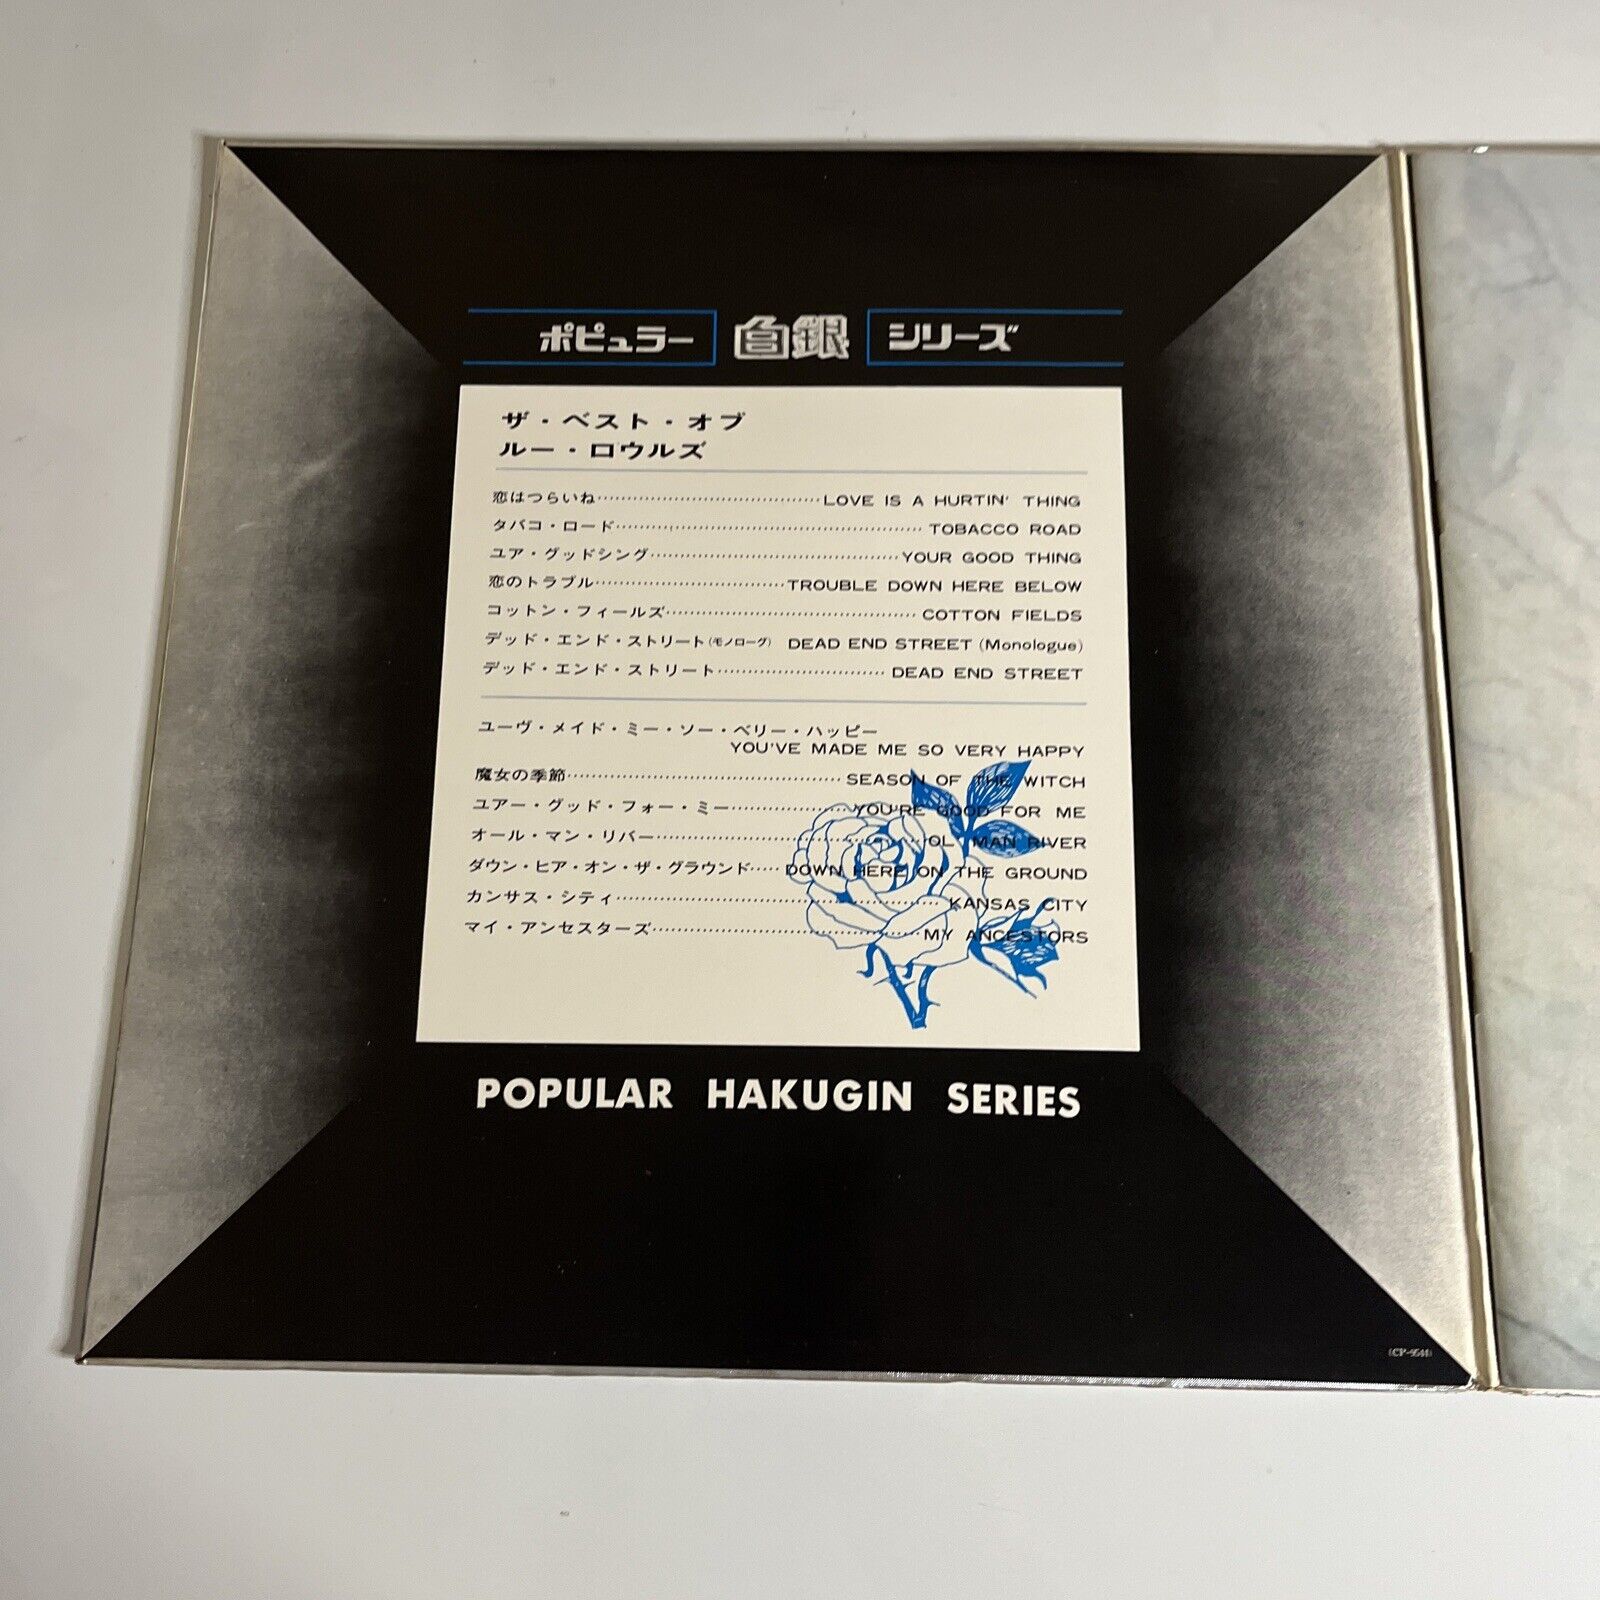 ポピュラー 白銀 シリーズ
ザ・ベスト・オブ
ルー・ロウルズ
恋はつらいね……………………………LOVE IS A HURTIN' THING
タバコ・ロード……………………………TOBACCO ROAD
ユア・グッドシング……………………………YOUR GOOD THING
恋のトラブル……………………………TROUBLE DOWN HERE BELOW
コットン・フィールズ……………………………COTTON FIELDS
デッド・エンド・ストリート(モノローグ) DEAD END STREET (Monologue)
デッド・エンド・ストリート……………………DEAD END STREET
ユーヴ・メイド・ミー・ソー・ベリー・ハッピー
YOU'VE MADE ME SO VERY HAPPY
魔女の季節……………………………SEASON OF THE WITCH
ユアー・グッド・フォー・ミー………………YOU'RE GOOD FOR ME
オール・マン・リバー……………………………OL' MAN RIVER
ダウン・ヒア・オン・ザ・グラウンド……DOWN HERE ON THE GROUND
カンサス・シティ……………………………KANSAS CITY
マイ・アンセスターズ……………………………MY ANCESTORS
POPULAR HAKUGIN SERIES